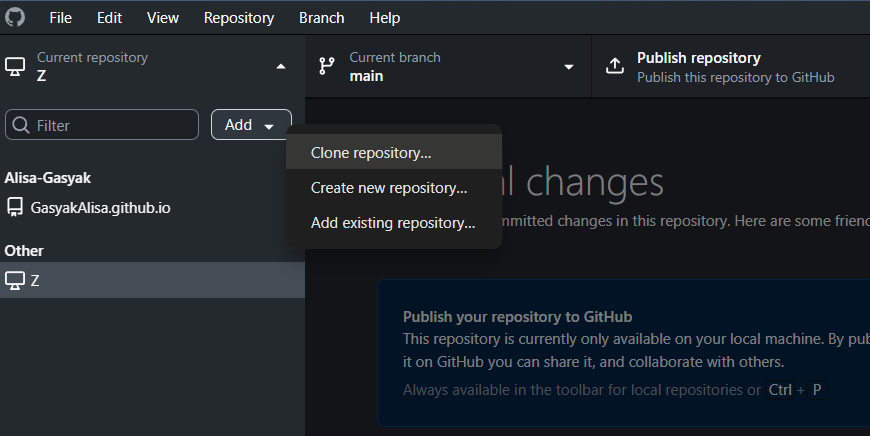 File Edit View Repository Branch Help
Current repository
Z
Current branch
main
Publish repository
Publish this repository to GitHub
Filter
Add
Clone repository...
Create new repository...
Add existing repository...
Alisa-Gasyak
GasyakAlisa.github.io
Other
Z
changes
changes in this repository. Here are some
Publish your repository to GitHub
This repository is currently only available on your local machine. By
it on GitHub you can share it, and collaborate with others.
Always available in the toolbar for local repositories or Ctrl + P